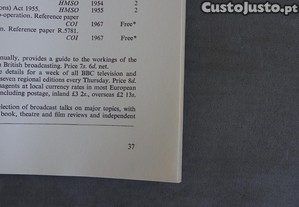 CustoJusto.pt
HMSO 1954 2
ons) Act 1955. HMSO 1955 2
o-operation. Reference paper
COI 1967 Free*
n. Reference paper R.5781.
COI 1967 Free*
nually, provides a guide to the workings of the
n British broadcasting. Price 7s. 6d. net.
e details for a week of all BBC television and
seven regional editions every Thursday. Price 8d.
agents at local currency rates in most European
including postage, inland £3 2s., overseas £2 13s.
lection of broadcast talks on major topics, with
book, theatre and film reviews and independent
37